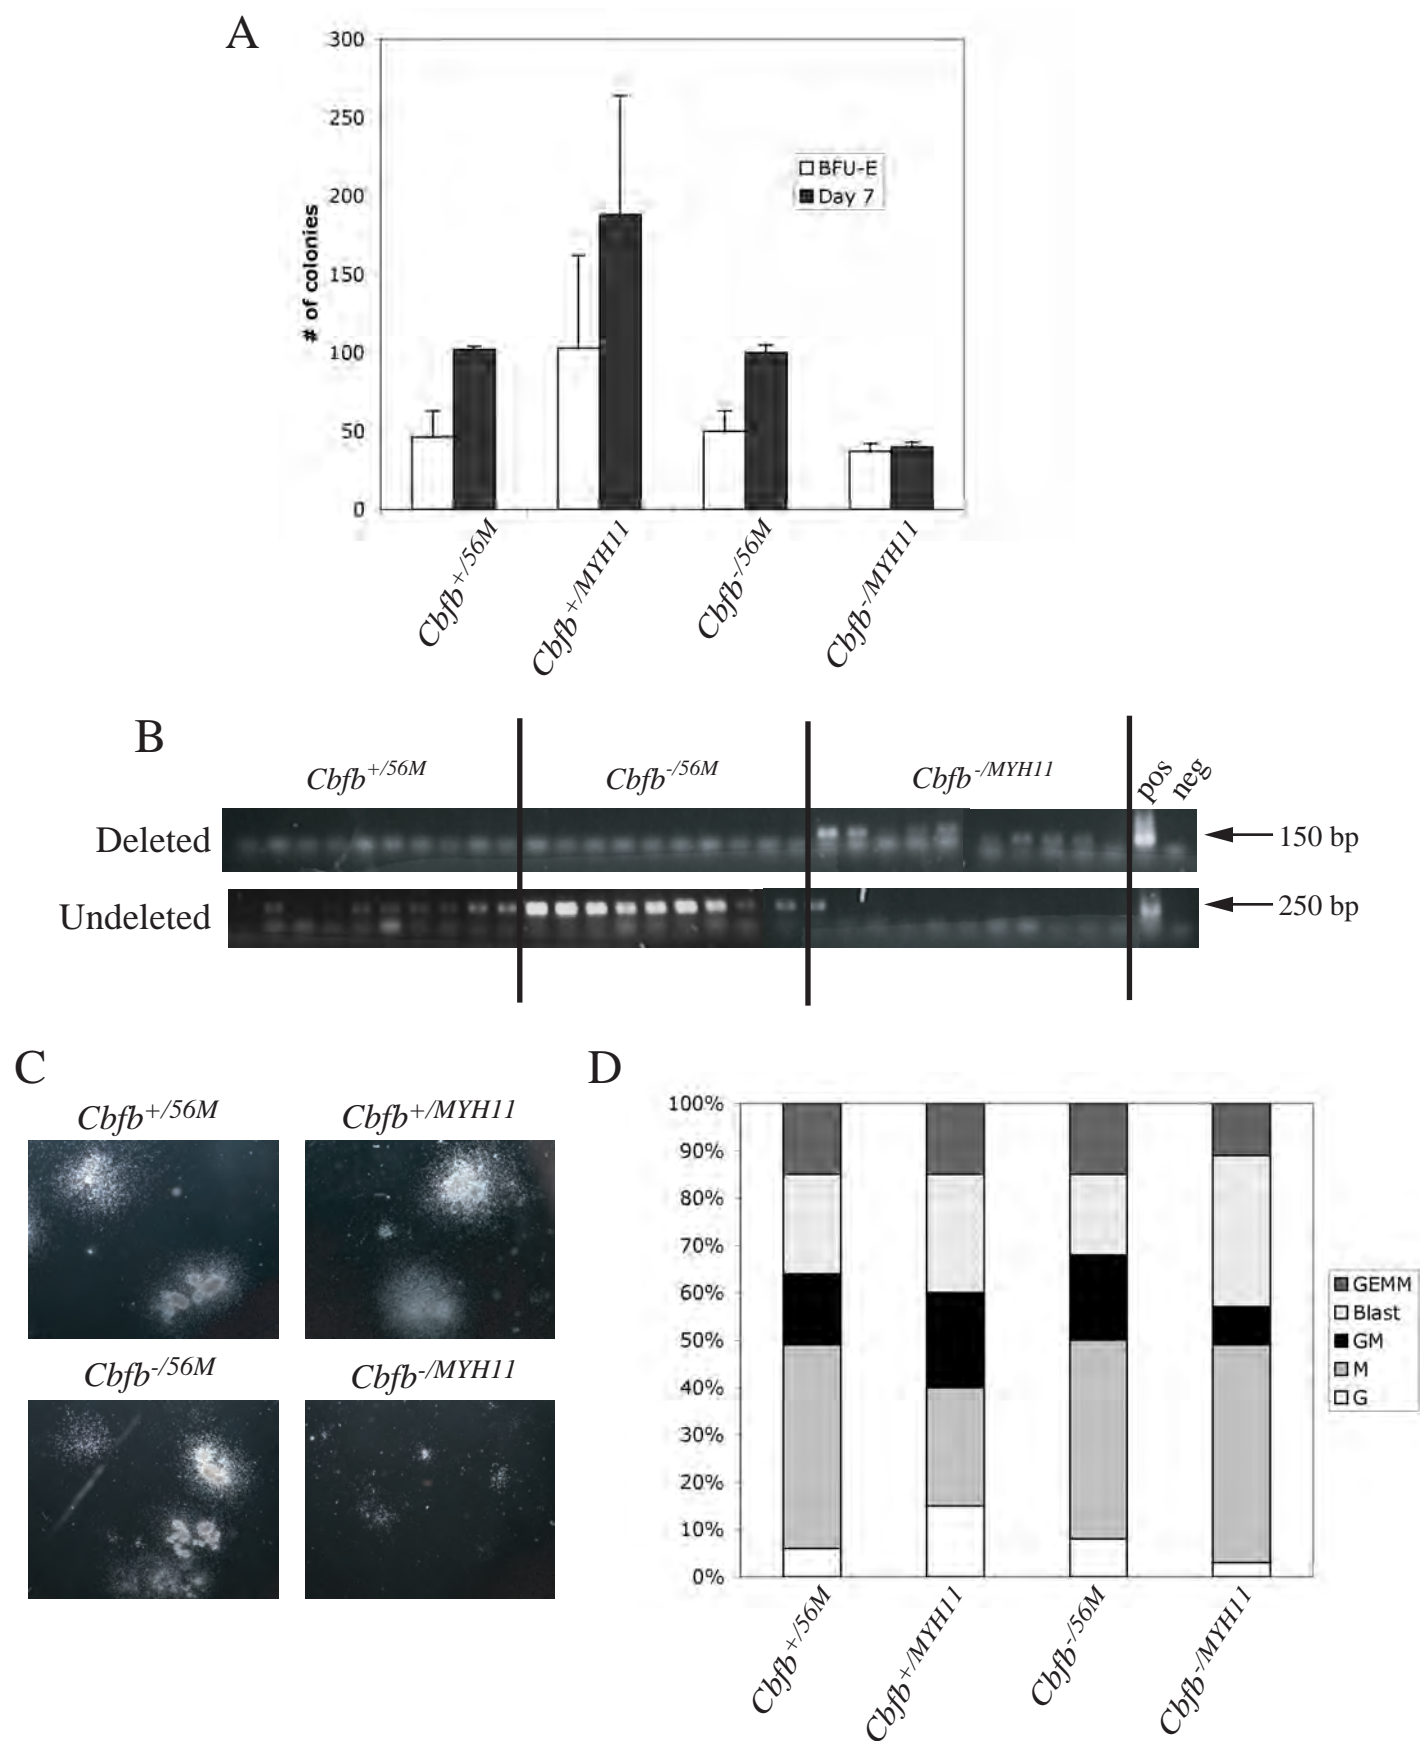 A
300
250
200
150
100
50
0
# of colonies
BFU-E
Day 7
Cbfb+/56M
Cbfb+/MYH11
Cbfb-/56M
Cbfb-/MYH11
B
Cbfb+/56M
Cbfb-/56M
Cbfb-/MYH11
pos
neg
Deleted
150 bp
Undeleted
250 bp
C
Cbfb+/56M
Cbfb+/MYH11
Cbfb-/56M
Cbfb-/MYH11
D
100%
90%
80%
70%
60%
50%
40%
30%
20%
10%
0%
GEMM
Blast
GM
M
G
Cbfb+/56M
Cbfb+/MYH11
Cbfb-/56M
Cbfb-/MYH11